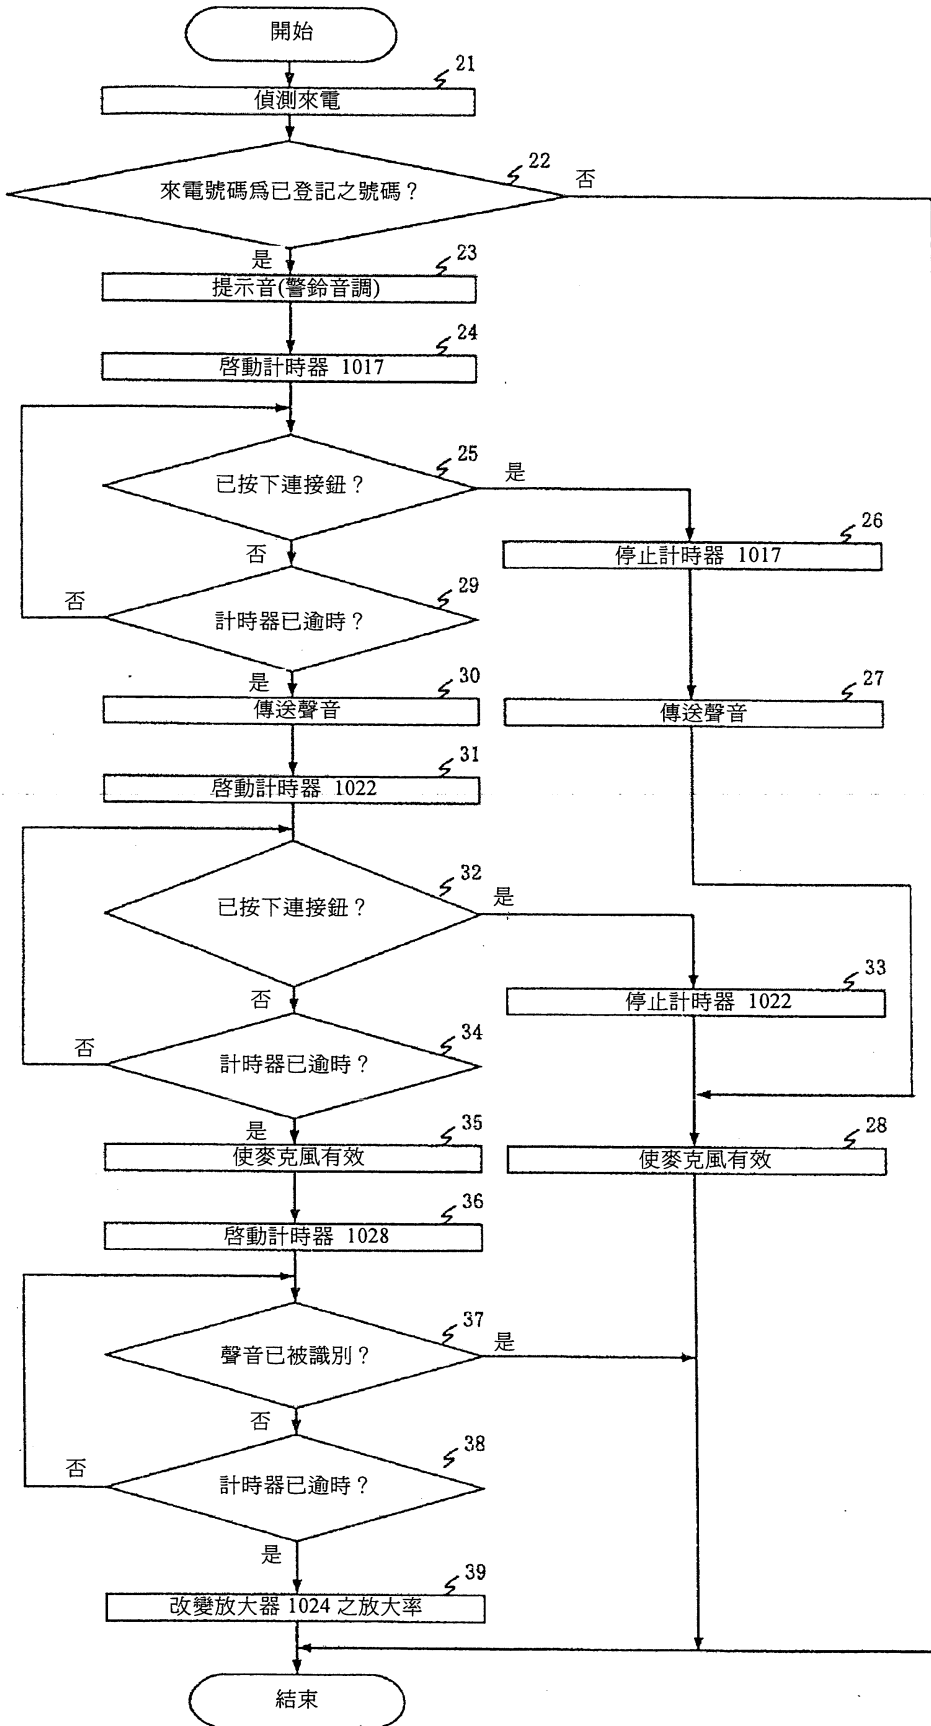 開始
21
偵測來電
22
來電號碼爲已登記之號碼？
否
是
23
提示音(警鈴音調)
24
啓動計時器 1017
25
已按下連接鈕？
是
否
26
停止計時器 1017
29
計時器已逾時？
否
是
30
傳送聲音
27
傳送聲音
31
啓動計時器 1022
32
已按下連接鈕？
是
否
33
停止計時器 1022
34
計時器已逾時？
否
是
35
使麥克風有效
28
使麥克風有效
36
啓動計時器 1028
37
聲音已被識別？
是
否
38
計時器已逾時？
否
是
39
改變放大器 1024 之放大率
結束